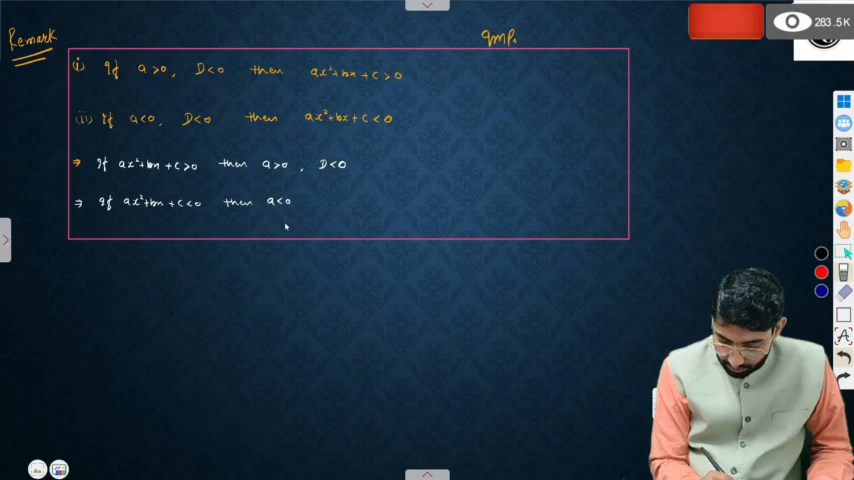 Remark
Imp.
283.5K
(i) If a>0, D<0 then ax²+bx+c>0
(ii) If a<0, D<0 then ax²+bx+c<0
⇒ If ax²+bx+c>0 then a>0, D<0
⇒ If ax²+bx+c<0 then a<0
A